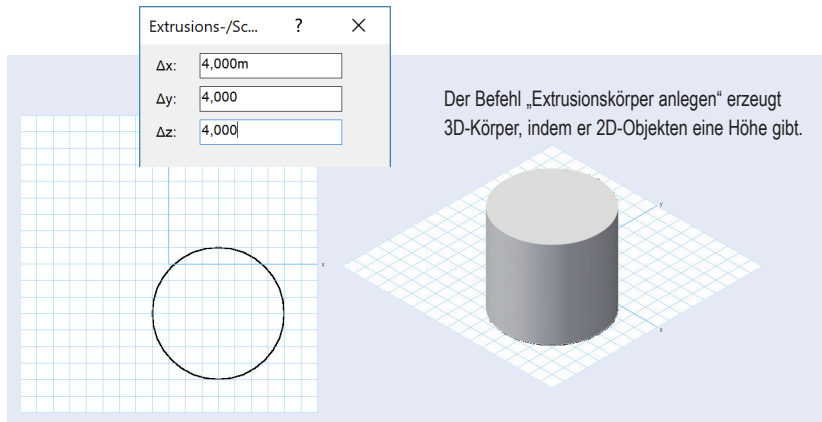 Extrusions-/Sc... ?
Δx: 4,000m
Δy: 4,000
Δz: 4,000
Der Befehl „Extrusionskörper anlegen“ erzeugt
3D-Körper, indem er 2D-Objekten eine Höhe gibt.
y
x
x